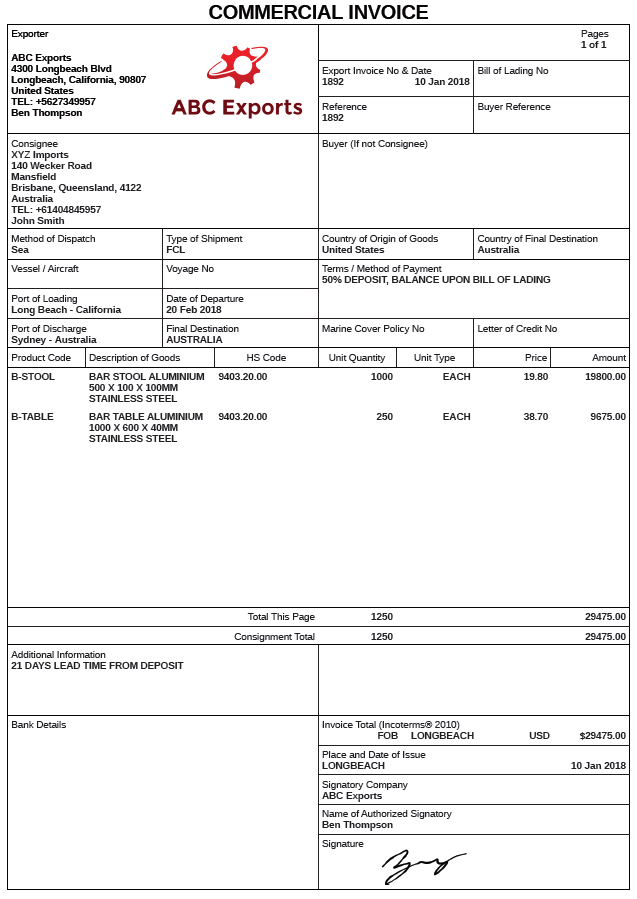 COMMERCIAL INVOICE
Exporter
ABC Exports
4300 Longbeach Blvd
Longbeach, California, 90807
United States
TEL: +5627349957
Ben Thompson
ABC Exports
Pages
1 of 1
Export Invoice No & Date
1892 10 Jan 2018
Bill of Lading No
Reference
1892
Buyer Reference
Consignee
XYZ Imports
140 Wecker Road
Mansfield
Brisbane, Queensland, 4122
Australia
TEL: +61404845957
John Smith
Buyer (If not Consignee)
Method of Dispatch
Sea
Type of Shipment
FCL
Country of Origin of Goods
United States
Country of Final Destination
Australia
Vessel / Aircraft
Voyage No
Terms / Method of Payment
50% DEPOSIT, BALANCE UPON BILL OF LADING
Port of Loading
Long Beach - California
Date of Departure
20 Feb 2018
Port of Discharge
Sydney - Australia
Final Destination
AUSTRALIA
Marine Cover Policy No
Letter of Credit No
Product Code Description of Goods HS Code Unit Quantity Unit Type Price Amount
B-STOOL BAR STOOL ALUMINIUM 9403.20.00 1000 EACH 19.80 19800.00
500 X 100 X 100MM
STAINLESS STEEL
B-TABLE BAR TABLE ALUMINIUM 9403.20.00 250 EACH 38.70 9675.00
1000 X 600 X 40MM
STAINLESS STEEL
Total This Page 1250 29475.00
Consignment Total 1250 29475.00
Additional Information
21 DAYS LEAD TIME FROM DEPOSIT
Bank Details
Invoice Total (Incoterms® 2010)
FOB LONGBEACH USD $29475.00
Place and Date of Issue
LONGBEACH 10 Jan 2018
Signatory Company
ABC Exports
Name of Authorized Signatory
Ben Thompson
Signature